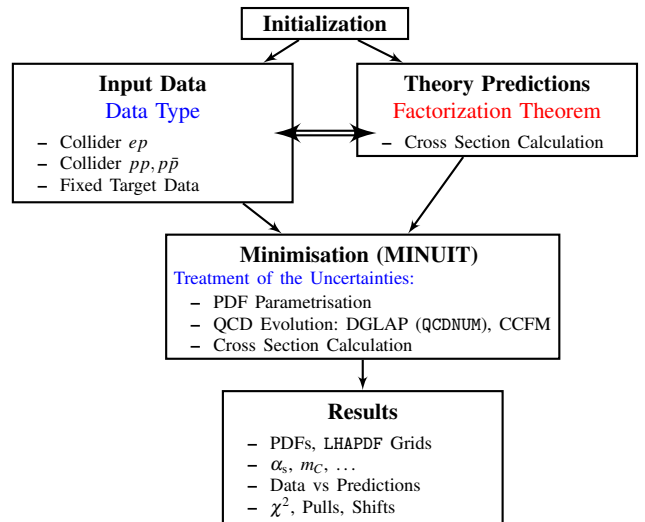 Initialization
Input Data
Data Type
– Collider ep
– Collider pp, pp̄
– Fixed Target Data
Theory Predictions
Factorization Theorem
– Cross Section Calculation
Minimisation (MINUIT)
Treatment of the Uncertainties:
– PDF Parametrisation
– QCD Evolution: DGLAP (QCDNUM), CCFM
– Cross Section Calculation
Results
– PDFs, LHAPDF Grids
– αs, mC, ...
– Data vs Predictions
– χ², Pulls, Shifts